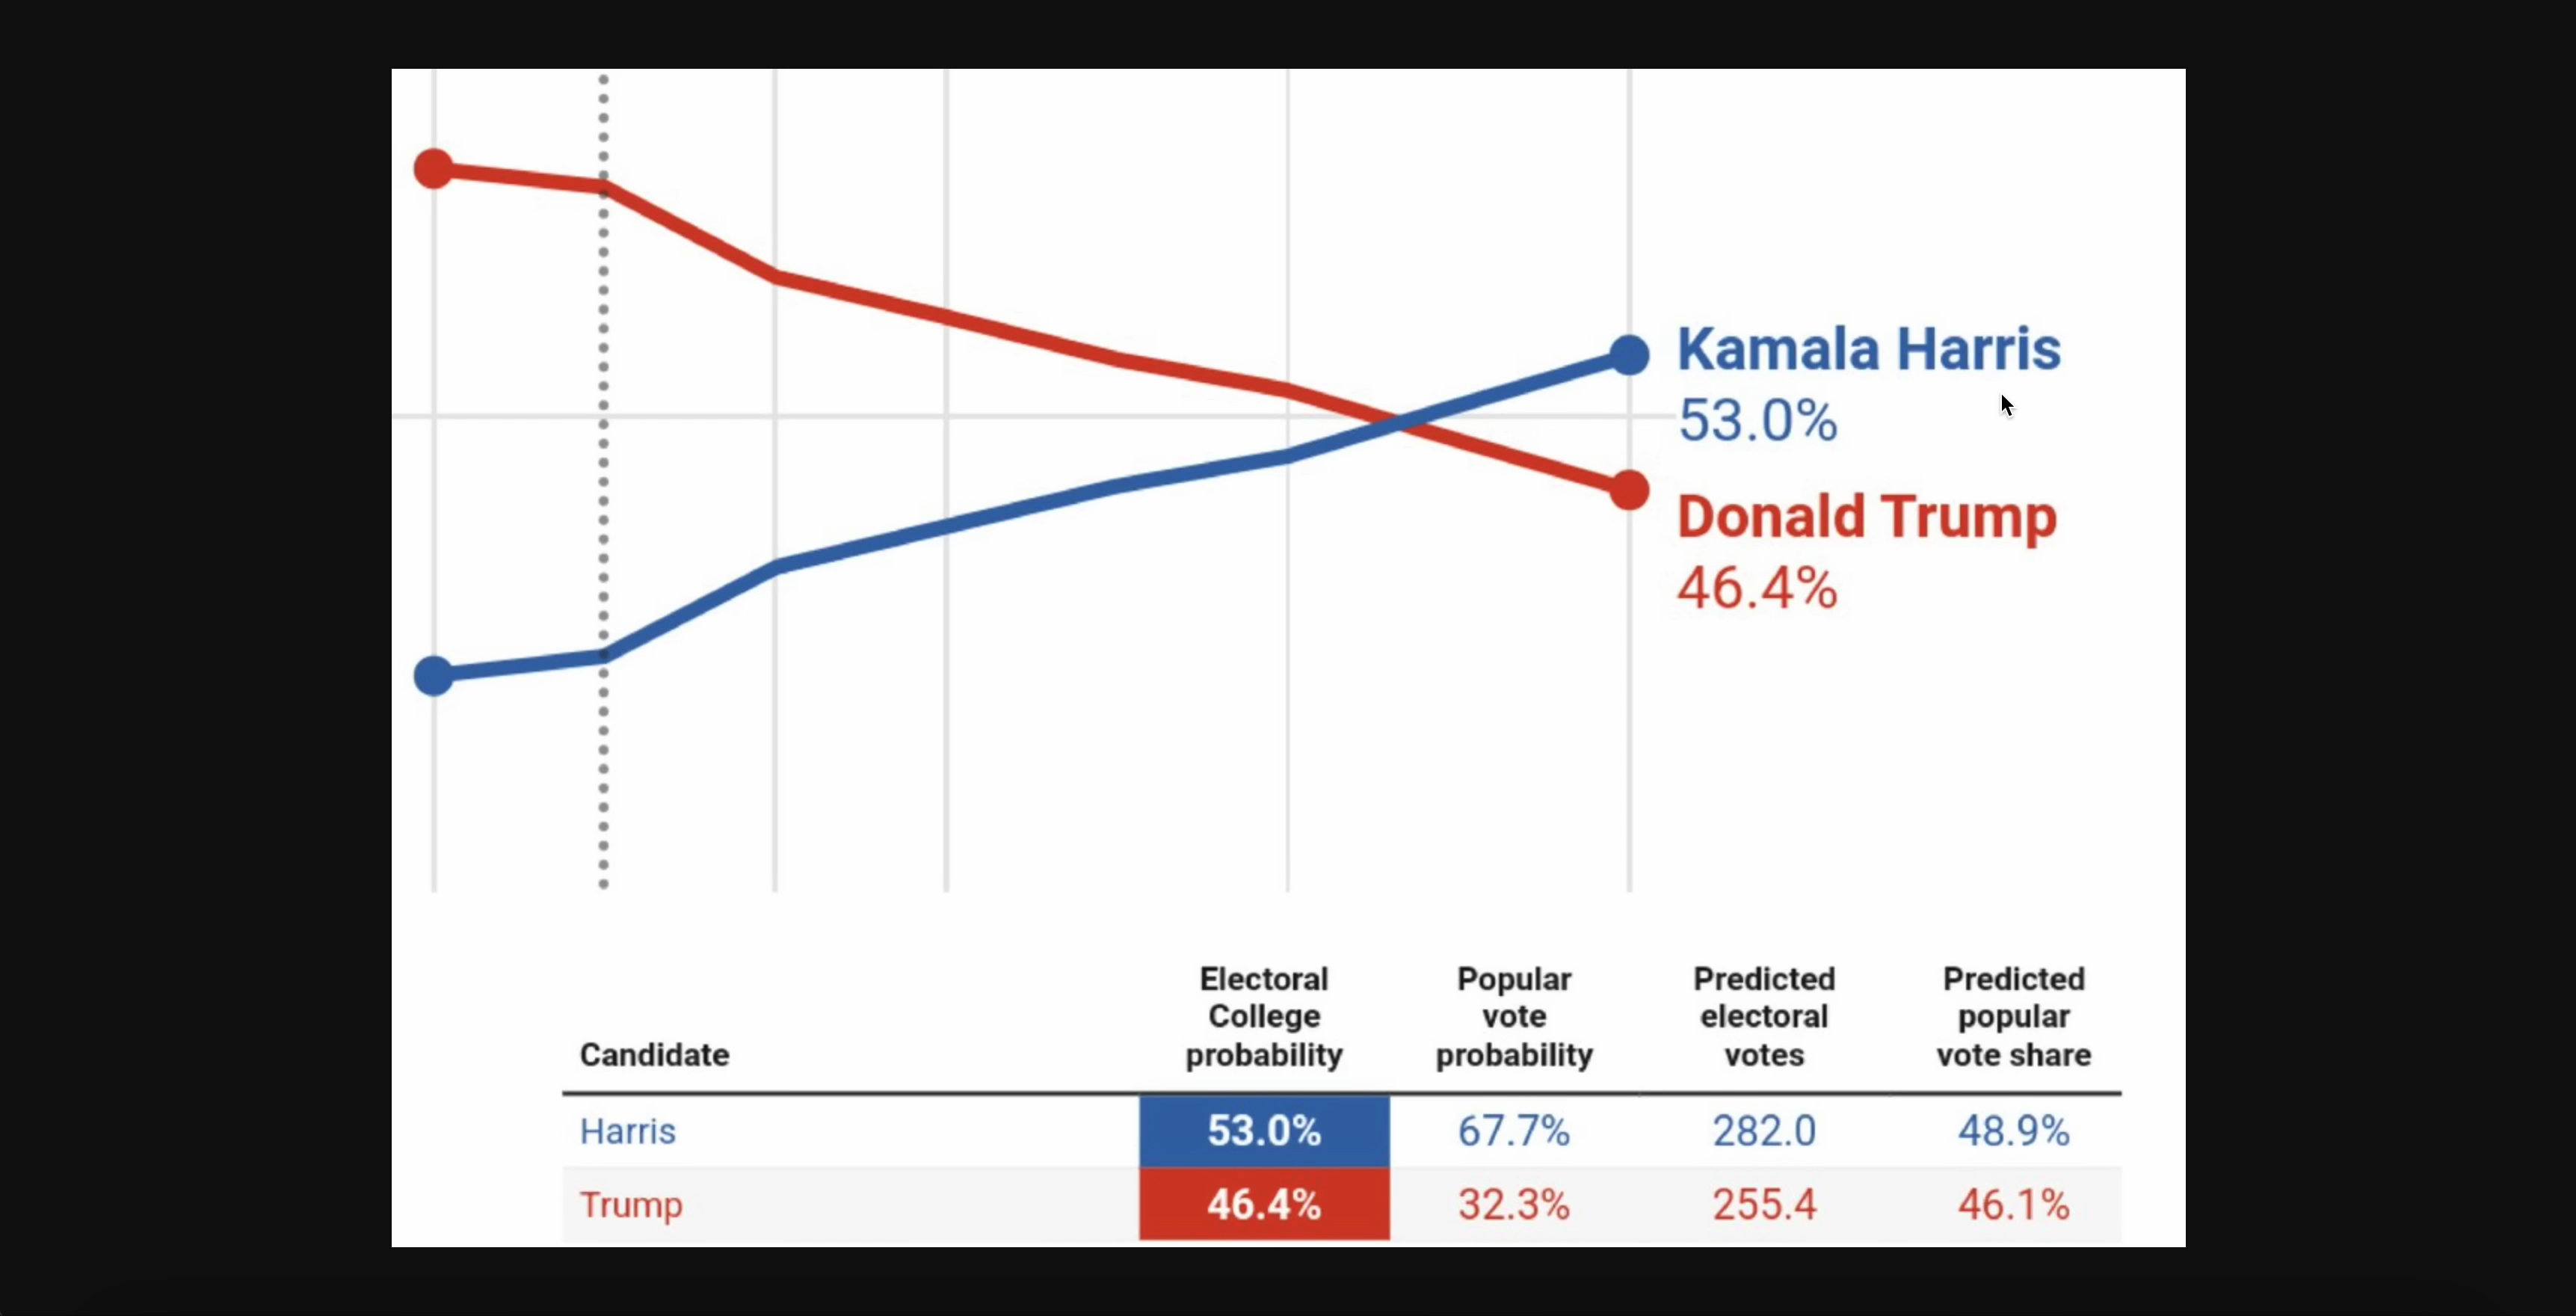 Kamala Harris
53.0%
Donald Trump
46.4%
Candidate Electoral College probability Popular vote probability Predicted electoral votes Predicted popular vote share
Harris 53.0% 67.7% 282.0 48.9%
Trump 46.4% 32.3% 255.4 46.1%